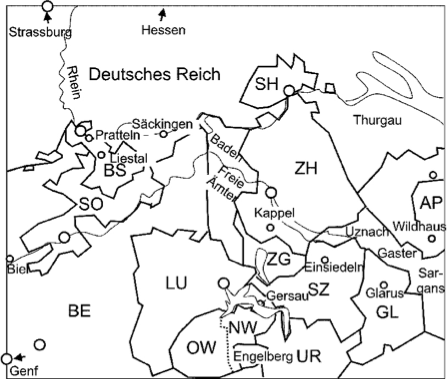 Strassburg
Hessen
Rhein
Deutsches Reich
SH
Thurgau
Säckingen
Pratteln
Liestal
BS
Baden
Freie
Ämter
ZH
AP
SO
Kappel
Uznach
Wildhaus
Biel
ZG
Einsiedeln
Gaster
Sar-
gans
LU
Gersau
SZ
Glarus
GL
BE
NW
OW
Engelberg
UR
Genf